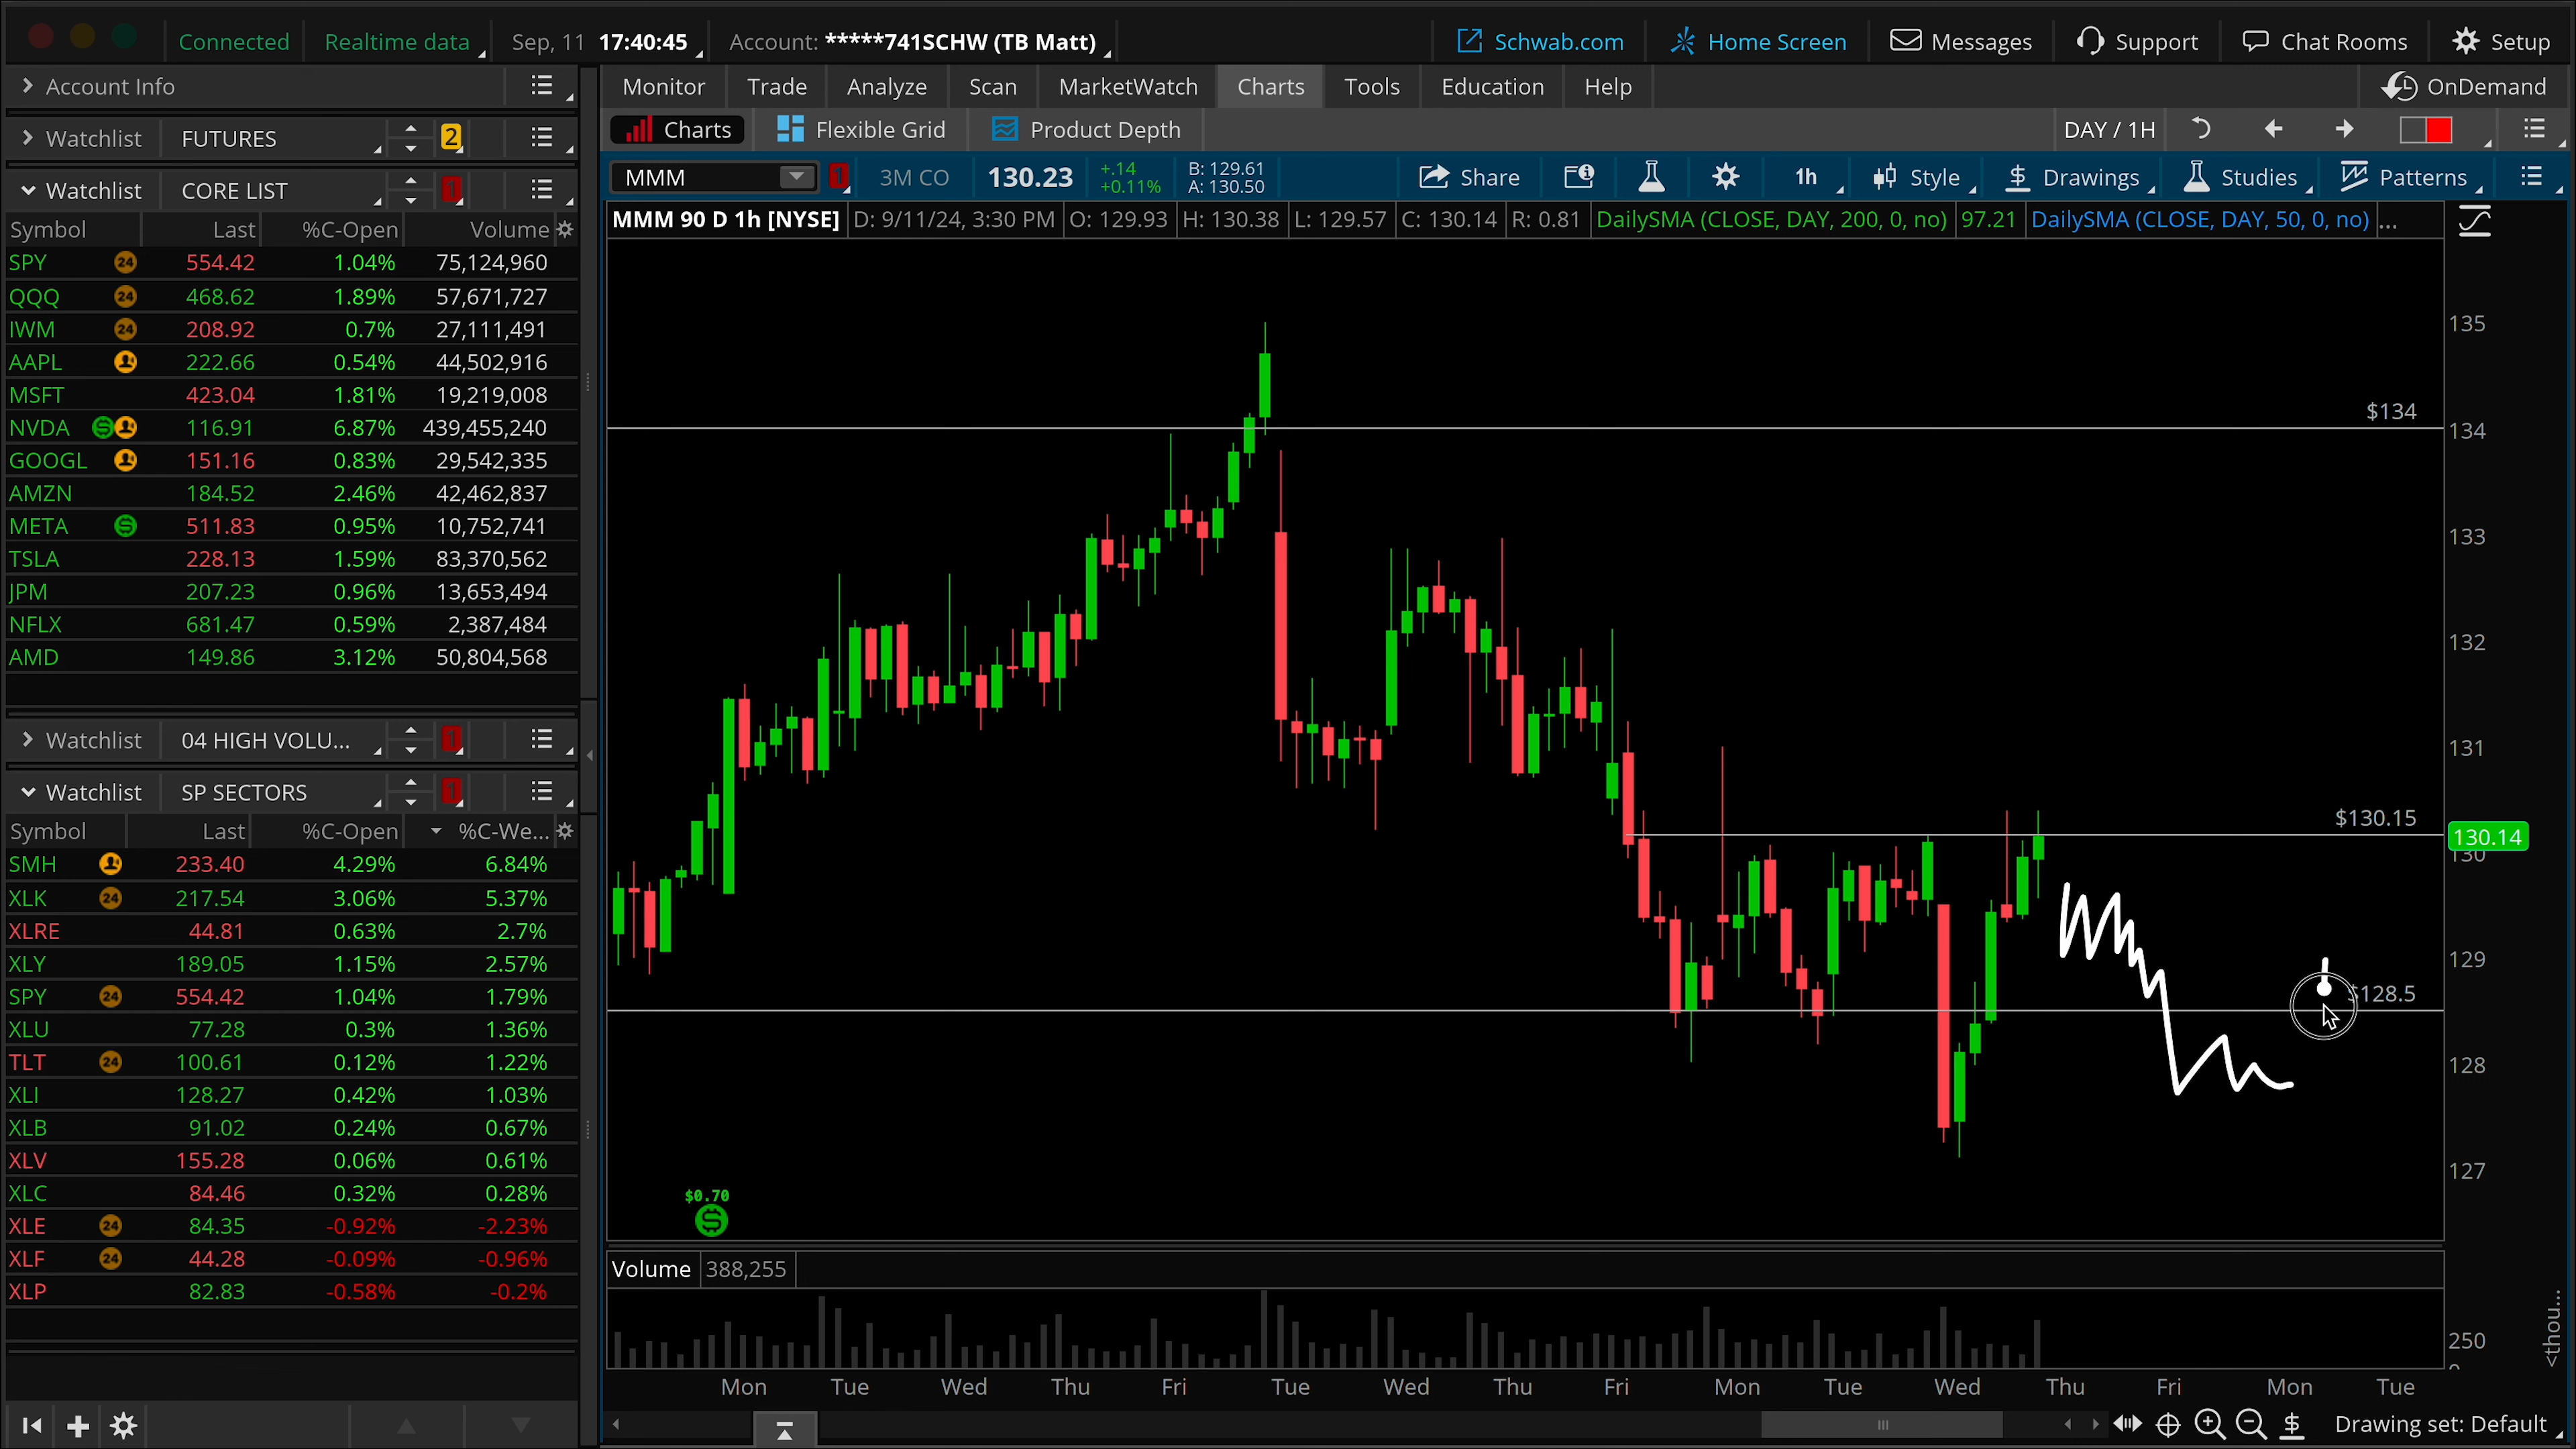 Connected Realtime data Sep, 11 17:40:45 Account: *****741SCHW (TB Matt) Schwab.com Home Screen Messages Support Chat Rooms Setup
Account Info
Monitor Trade Analyze Scan MarketWatch Charts Tools Education Help OnDemand
Watchlist FUTURES 2
Charts Flexible Grid Product Depth DAY / 1H
MMM 1 3M CO 130.23 +.14 +0.11% B: 129.61 A: 130.50 Share 1h Style Drawings Studies Patterns
Watchlist CORE LIST 1
MMM 90 D 1h [NYSE] D: 9/11/24, 3:30 PM O: 129.93 H: 130.38 L: 129.57 C: 130.14 R: 0.81 DailySMA (CLOSE, DAY, 200, 0, no) 97.21 DailySMA (CLOSE, DAY, 50, 0, no) ...
Symbol Last %C-Open Volume
SPY 24 554.42 1.04% 75,124,960
QQQ 24 468.62 1.89% 57,671,727
IWM 24 208.92 0.7% 27,111,491
AAPL 222.66 0.54% 44,502,916
MSFT 423.04 1.81% 19,219,008
NVDA 116.91 6.87% 439,455,240
GOOGL 151.16 0.83% 29,542,335
AMZN 184.52 2.46% 42,462,837
META 511.83 0.95% 10,752,741
TSLA 228.13 1.59% 83,370,562
JPM 207.23 0.96% 13,653,494
NFLX 681.47 0.59% 2,387,484
AMD 149.86 3.12% 50,804,568
Watchlist 04 HIGH VOLU... 1
Watchlist SP SECTORS 1
Symbol Last %C-Open %C-We...
SMH 233.40 4.29% 6.84%
XLK 24 217.54 3.06% 5.37%
XLRE 44.81 0.63% 2.7%
XLY 189.05 1.15% 2.57%
SPY 24 554.42 1.04% 1.79%
XLU 77.28 0.3% 1.36%
TLT 24 100.61 0.12% 1.22%
XLI 128.27 0.42% 1.03%
XLB 91.02 0.24% 0.67%
XLV 155.28 0.06% 0.61%
XLC 84.46 0.32% 0.28%
XLE 24 84.35 -0.92% -2.23%
XLF 24 44.28 -0.09% -0.96%
XLP 82.83 -0.58% -0.2%
135
$134
134
133
132
131
$130.15
130.14
130
129
$128.5
128
127
$0.70
Volume 388,255
250
0
<thou...
Mon Tue Wed Thu Fri Tue Wed Thu Fri Mon Tue Wed Thu Fri Mon Tue
Drawing set: Default